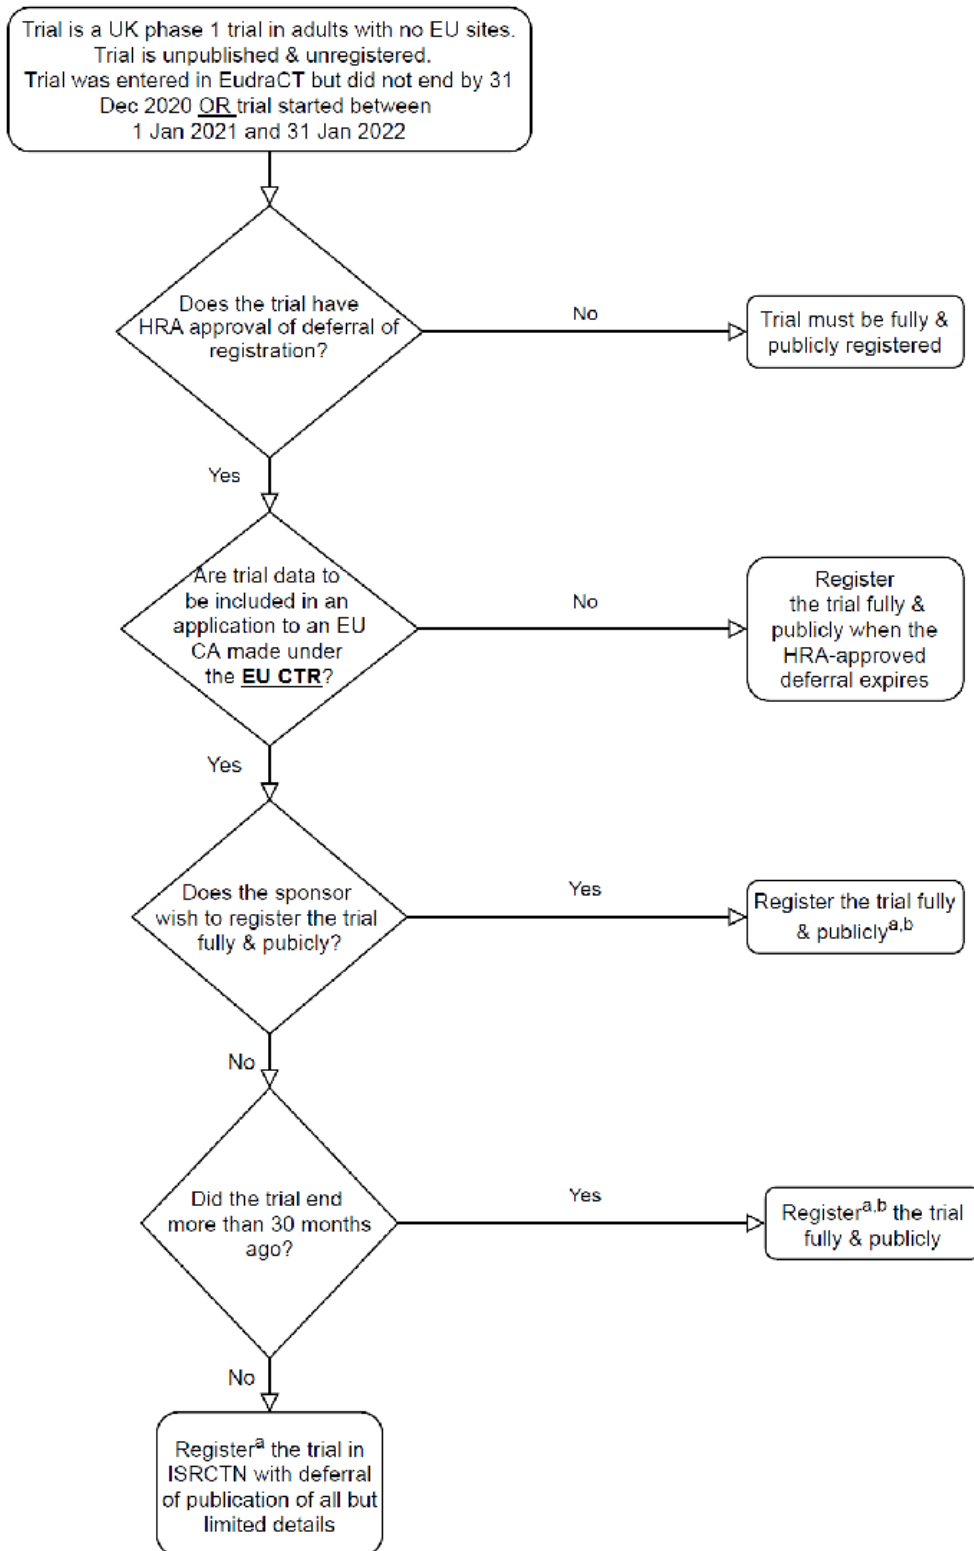 Trial is a UK phase 1 trial in adults with no EU sites.
Trial is unpublished & unregistered.
Trial was entered in EudraCT but did not end by 31
Dec 2020 OR trial started between
1 Jan 2021 and 31 Jan 2022
Does the trial have
HRA approval of deferral of
registration?
No
Trial must be fully &
publicly registered
Yes
Are trial data to
be included in an
application to an EU
CA made under
the EU CTR?
No
Register
the trial fully &
publicly when the
HRA-approved
deferral expires
Yes
Does the sponsor
wish to register the trial
fully & pubicly?
Yes
Register the trial fully
& publicly a,b
No
Did the trial end
more than 30 months
ago?
Yes
Register a,b the trial
fully & publicly
No
Register a the trial in
ISRCTN with deferral
of publication of all but
limited details